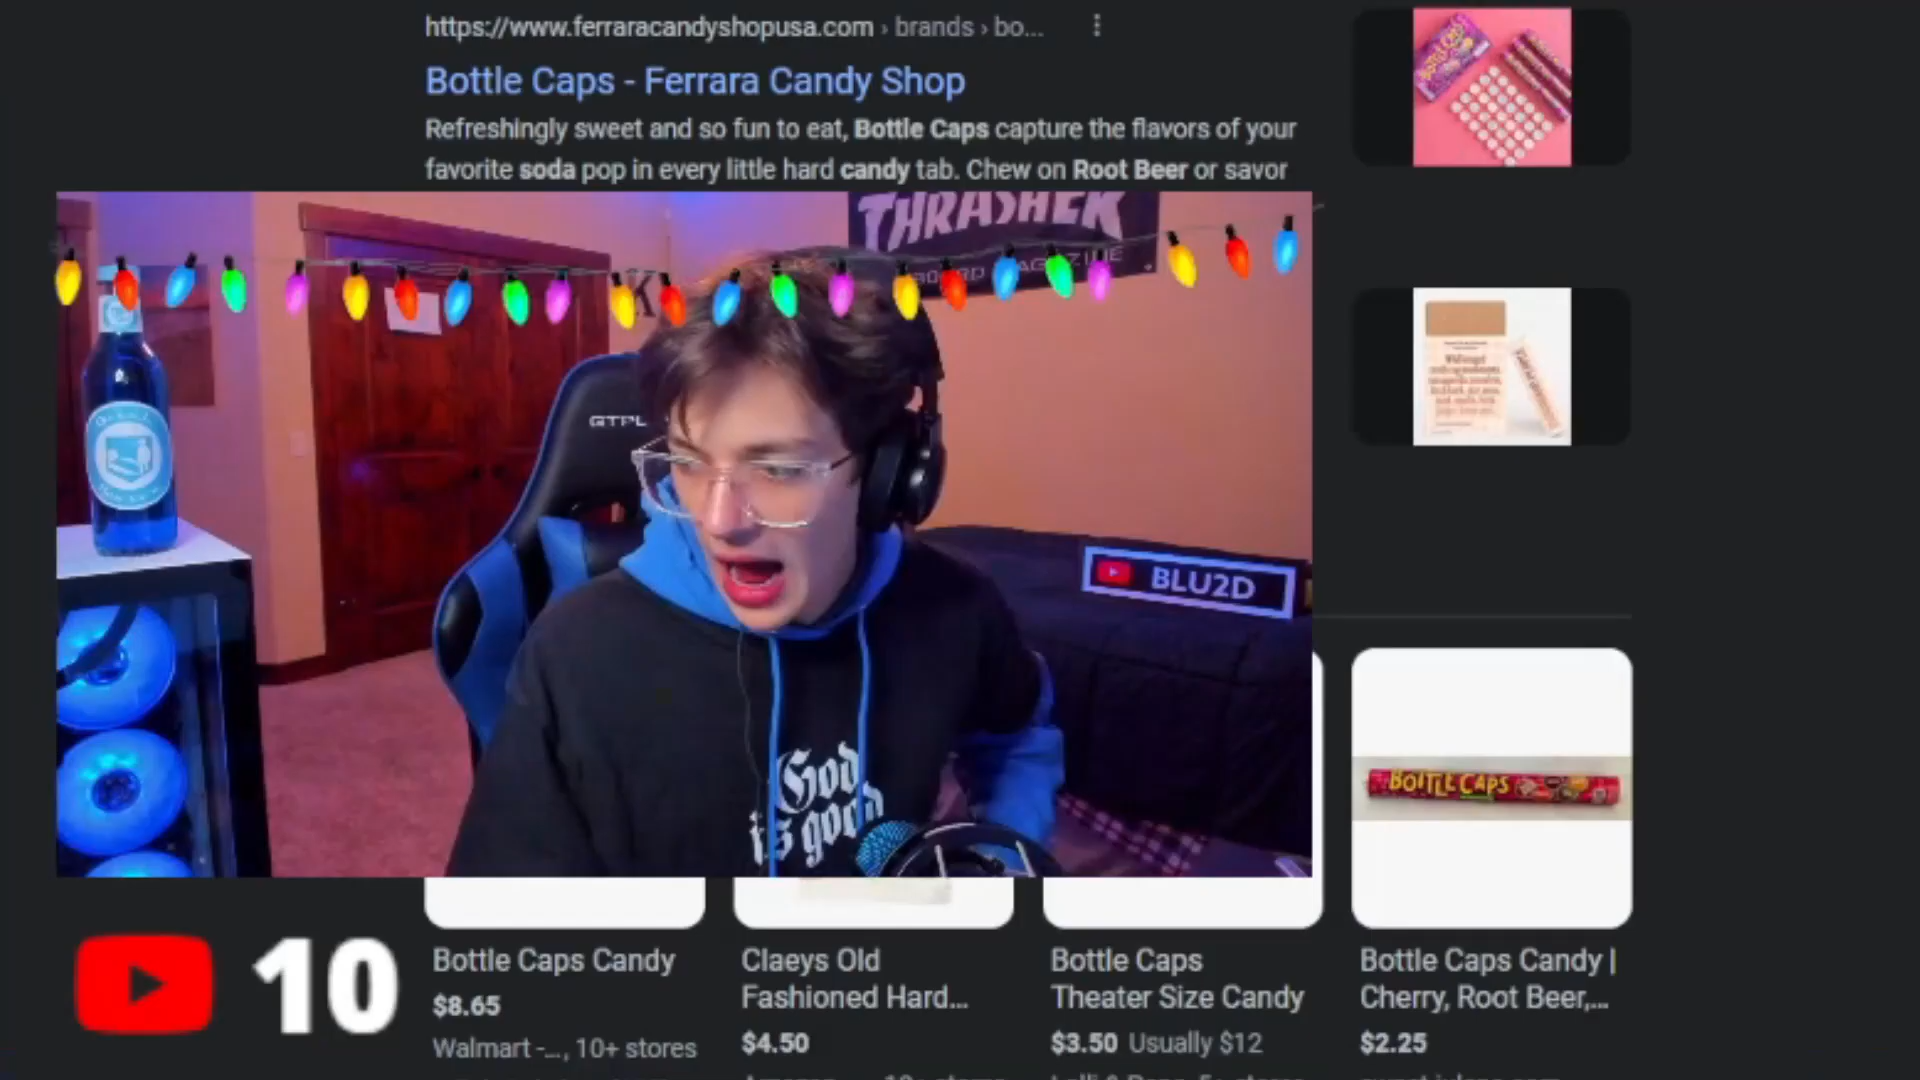 https://www.ferraracandyshopusa.com › brands › bo...
Bottle Caps - Ferrara Candy Shop
Refreshingly sweet and so fun to eat, Bottle Caps capture the flavors of your
favorite soda pop in every little hard candy tab. Chew on Root Beer or savor
THRASHER
GTPL
BLU2D
God
is good
BOTTLE CAPS
10
Bottle Caps Candy
$8.65
Walmart -..., 10+ stores
Claeys Old
Fashioned Hard...
$4.50
Bottle Caps
Theater Size Candy
$3.50 Usually $12
Bottle Caps Candy |
Cherry, Root Beer,...
$2.25